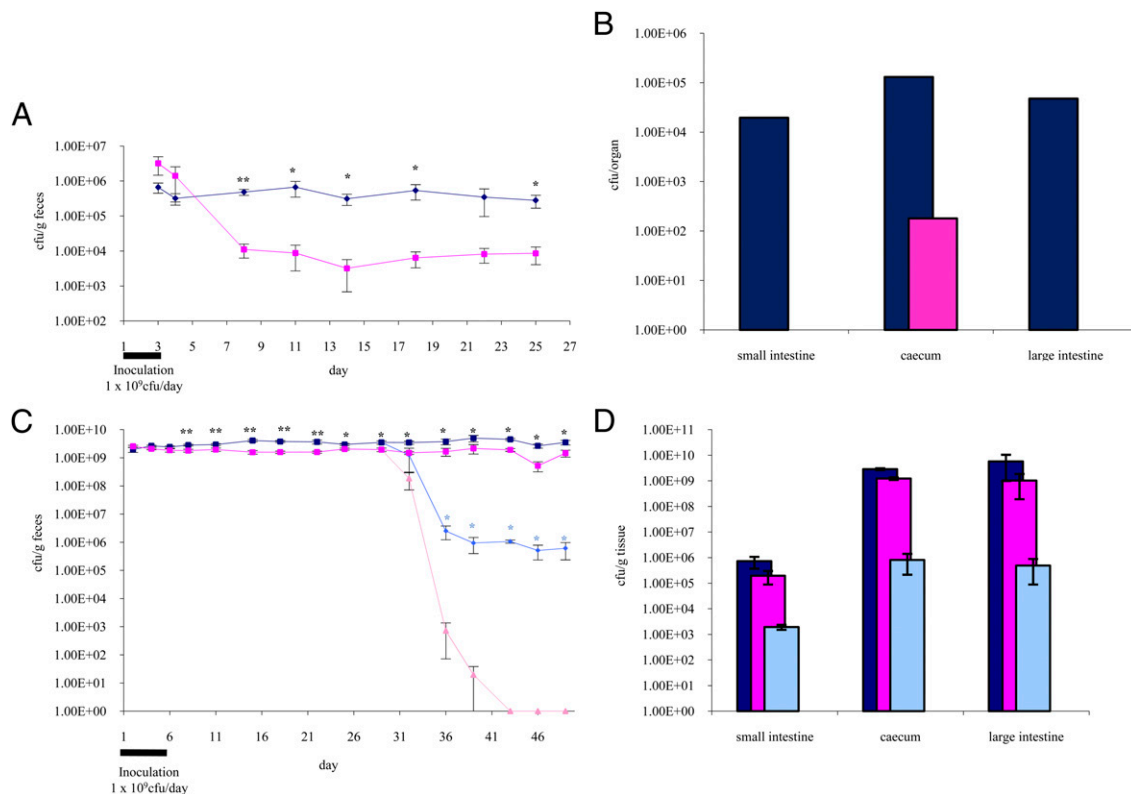 A
1.00E+07
1.00E+06
1.00E+05
1.00E+04
1.00E+03
1.00E+02
cfu/g feces
** * * * *
1 3 5 7 9 11 13 15 17 19 21 23 25 27
Inoculation
1 x 10⁹cfu/day
day
B
1.00E+06
1.00E+05
1.00E+04
1.00E+03
1.00E+02
1.00E+01
1.00E+00
cfu/organ
small intestine caecum large intestine
C
1.00E+10
1.00E+09
1.00E+08
1.00E+07
1.00E+06
1.00E+05
1.00E+04
1.00E+03
1.00E+02
1.00E+01
1.00E+00
cfu/g feces
** ** ** ** ** * * * * * * * *
* * * * *
1 6 11 16 21 26 31 36 41 46
Inoculation
1 x 10⁹cfu/day
day
D
1.00E+11
1.00E+10
1.00E+09
1.00E+08
1.00E+07
1.00E+06
1.00E+05
1.00E+04
1.00E+03
1.00E+02
1.00E+01
1.00E+00
cfu/g tissue
small intestine caecum large intestine